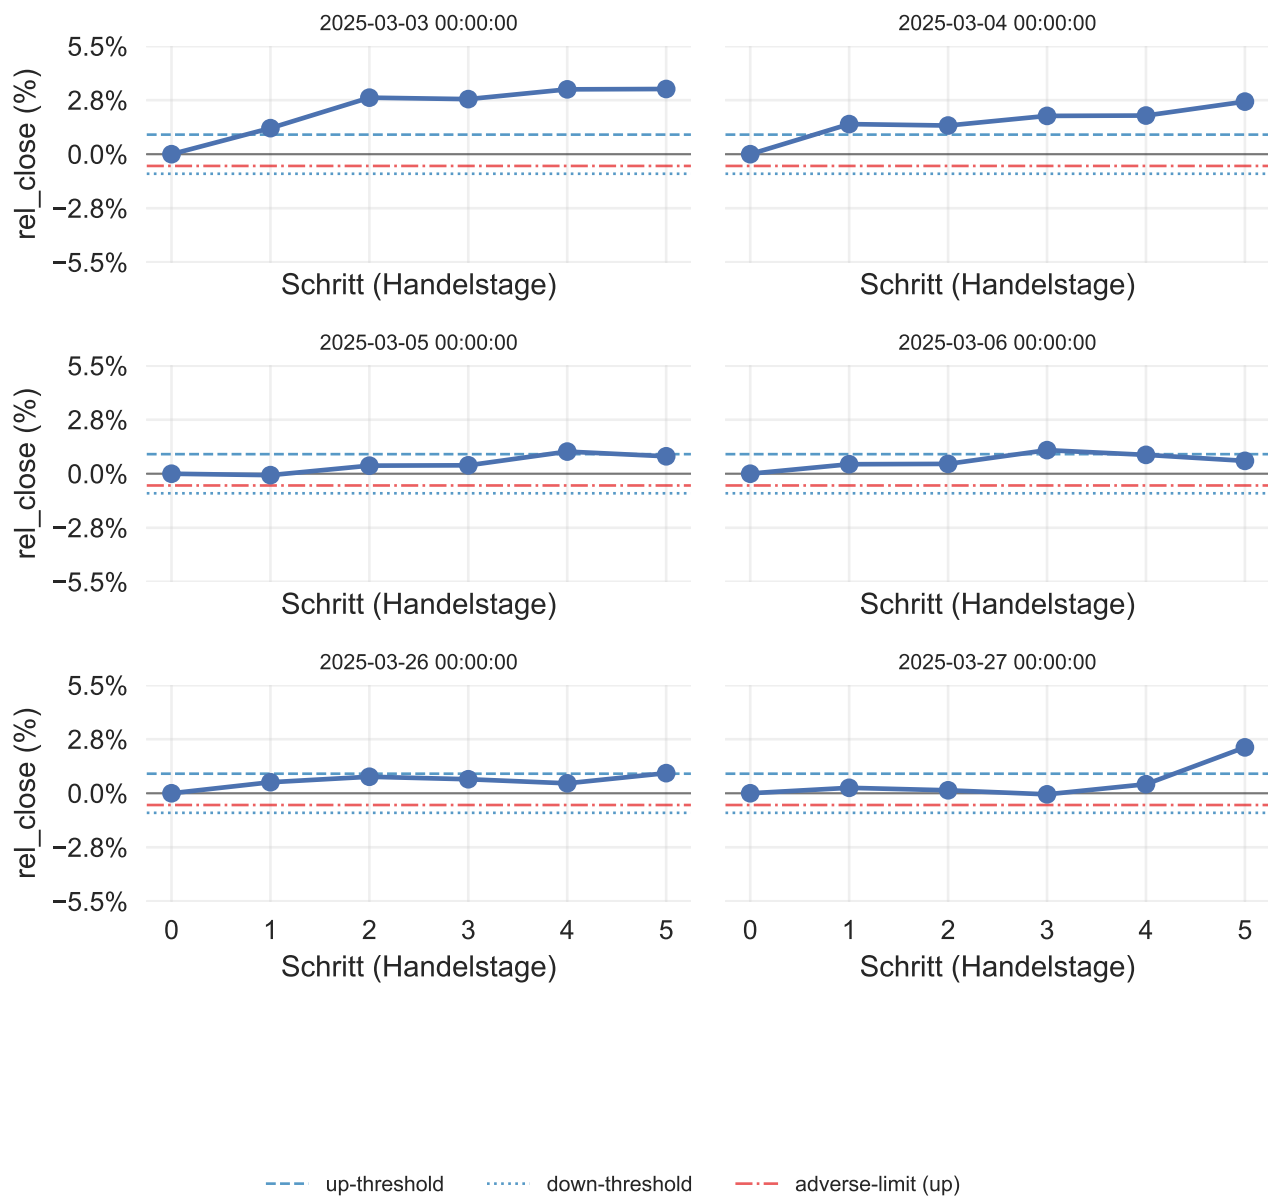 2025-03-03 00:00:00
2025-03-04 00:00:00
5.5%
2.8%
0.0%
−2.8%
−5.5%
rel_close (%)
Schritt (Handelstage)
Schritt (Handelstage)
2025-03-05 00:00:00
2025-03-06 00:00:00
5.5%
2.8%
0.0%
−2.8%
−5.5%
rel_close (%)
Schritt (Handelstage)
Schritt (Handelstage)
2025-03-26 00:00:00
2025-03-27 00:00:00
5.5%
2.8%
0.0%
−2.8%
−5.5%
rel_close (%)
0 1 2 3 4 5
0 1 2 3 4 5
Schritt (Handelstage)
Schritt (Handelstage)
up-threshold down-threshold adverse-limit (up)